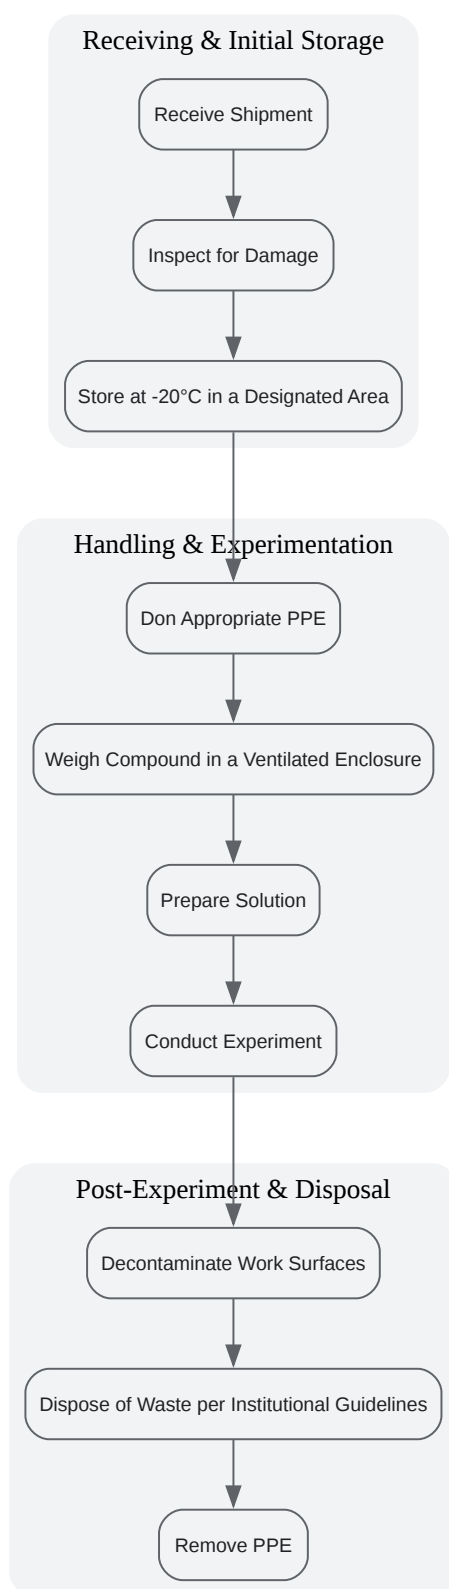 Receiving & Initial Storage
Receive Shipment
Inspect for Damage
Store at -20°C in a Designated Area
Handling & Experimentation
Don Appropriate PPE
Weigh Compound in a Ventilated Enclosure
Prepare Solution
Conduct Experiment
Post-Experiment & Disposal
Decontaminate Work Surfaces
Dispose of Waste per Institutional Guidelines
Remove PPE